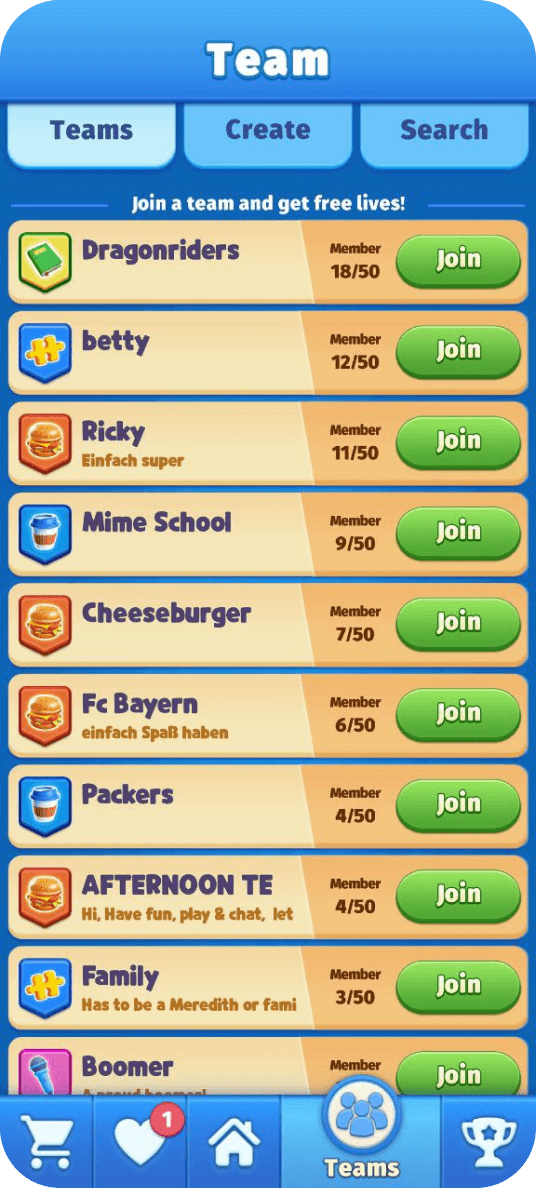 Team
Teams Create Search
Join a team and get free lives!
Dragonriders
Member
18/50
Join
betty
Member
12/50
Join
Ricky
Einfach super
Member
11/50
Join
Mime School
Member
9/50
Join
Cheeseburger
Member
7/50
Join
Fc Bayern
einfach Spaß haben
Member
6/50
Join
Packers
Member
4/50
Join
AFTERNOON TE
Hi, Have fun, play & chat, let
Member
4/50
Join
Family
Has to be a Meredith or fami
Member
3/50
Join
Boomer
A proud boomer!
Member
Join
1
Teams